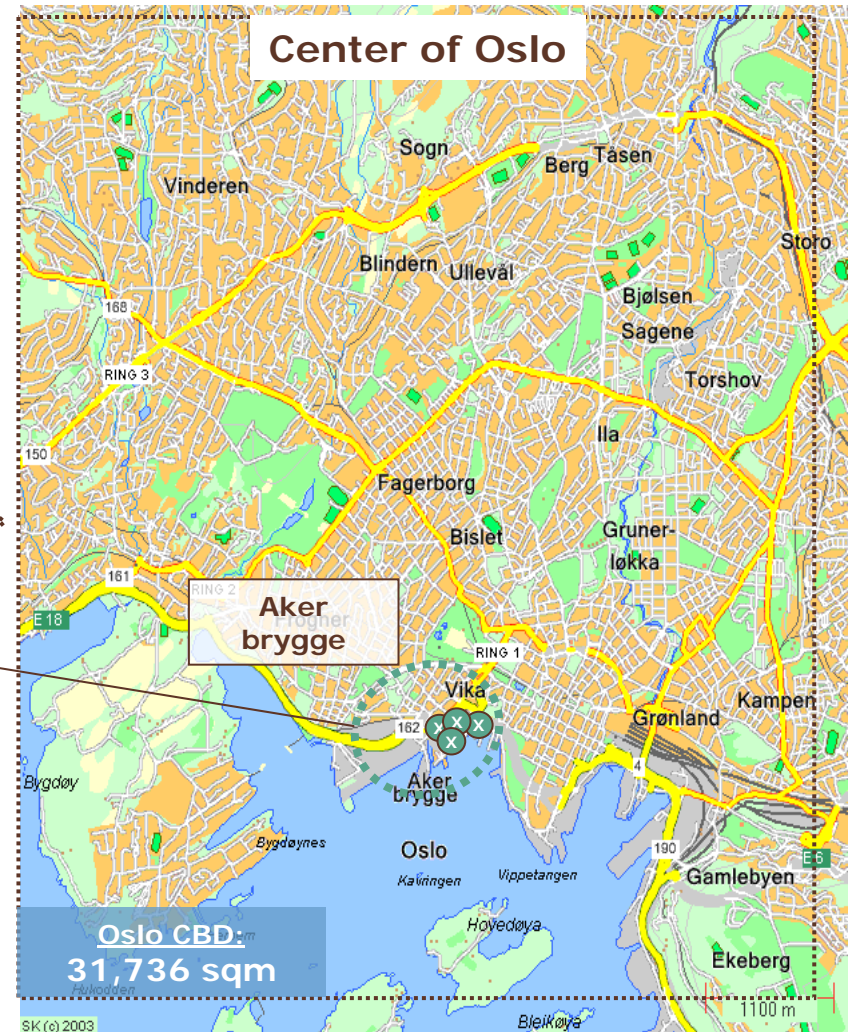 Center of Oslo
Sogn
Berg
Tåsen
Vinderen
Storo
Blindern
Ullevål
Bjølsen
Sagene
168
RING 3
Torshov
Ila
150
Fagerborg
Bislet
Gruner-
løkka
161
RING 2
E 18
Aker
brygge
Frogner
RING 1
Vika
Kampen
Grønland
162
x x x
x
4
Bygdøy
Aker
brygge
Bygdøynes
Oslo
190
E 6
Kavringen
Vippetangen
Gamlebyen
Hovedøya
Oslo CBD:
31,736 sqm
Ekeberg
Hukodden
1100 m
SK (c) 2003
Bleikøya